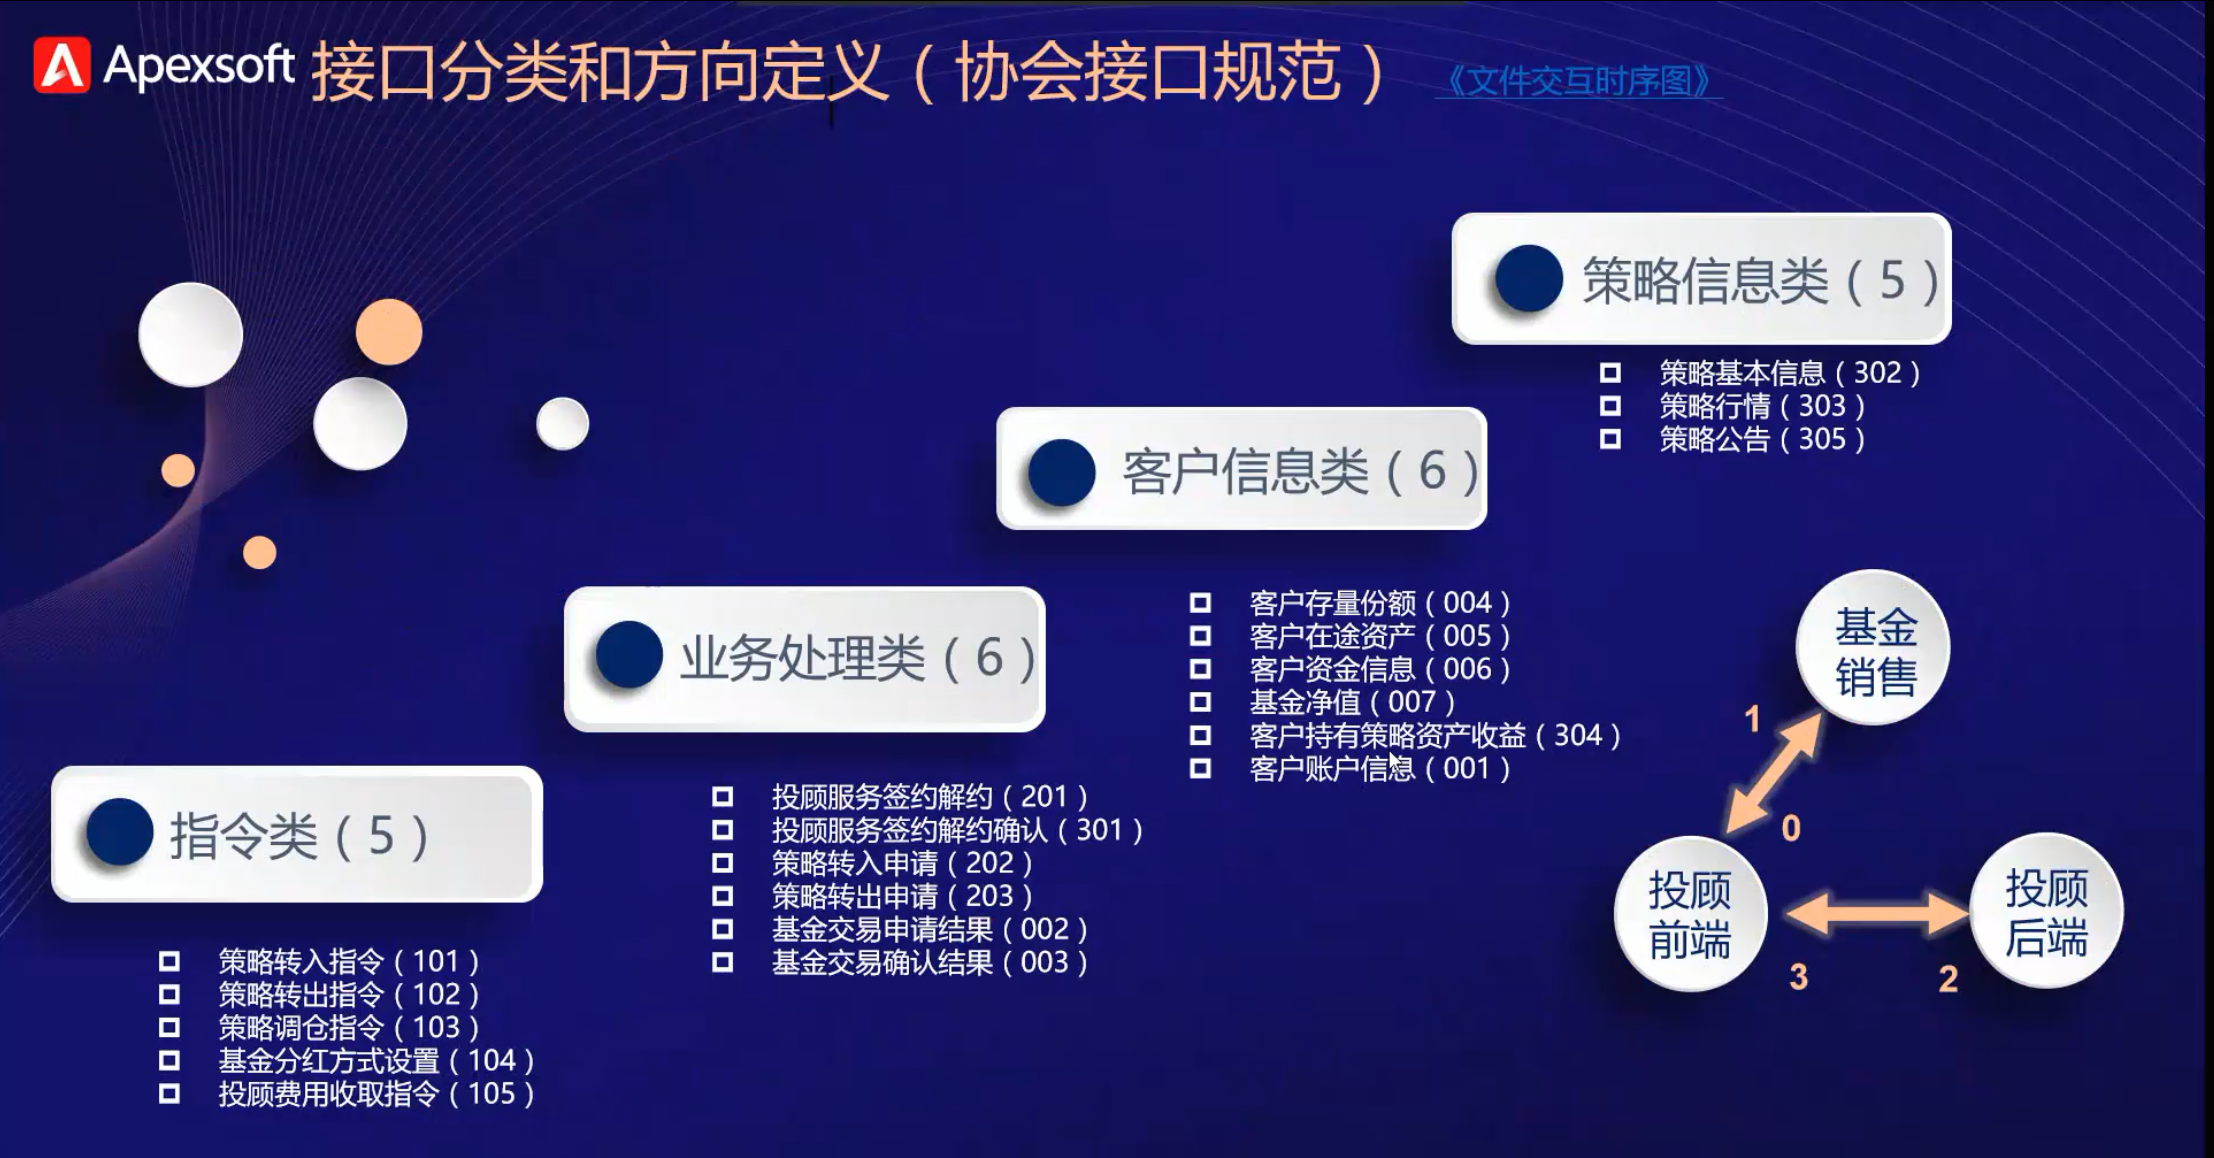 Apexsoft 接口分类和方向定义（协会接口规范） 《文件交互时序图》
策略信息类（5）
策略基本信息（302）
策略行情（303）
策略公告（305）
客户信息类（6）
客户存量份额（004）
客户在途资产（005）
客户资金信息（006）
基金净值（007）
客户持有策略资产收益（304）
客户账户信息（001）
业务处理类（6）
投顾服务签约解约（201）
投顾服务签约解约确认（301）
策略转入申请（202）
策略转出申请（203）
基金交易申请结果（002）
基金交易确认结果（003）
指令类（5）
策略转入指令（101）
策略转出指令（102）
策略调仓指令（103）
基金分红方式设置（104）
投顾费用收取指令（105）
基金
销售
1
0
投顾
前端
投顾
后端
3
2